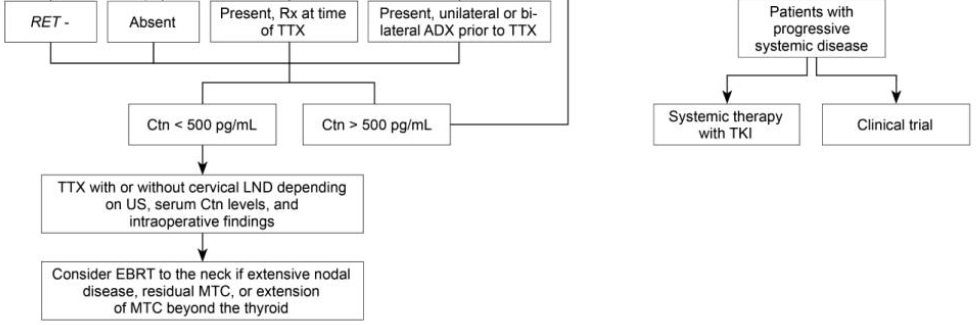 RET -
Absent
Present, Rx at time
of TTX
Present, unilateral or bi-
lateral ADX prior to TTX
Patients with
progressive
systemic disease
Ctn < 500 pg/mL
Ctn > 500 pg/mL
Systemic therapy
with TKI
Clinical trial
TTX with or without cervical LND depending
on US, serum Ctn levels, and
intraoperative findings
Consider EBRT to the neck if extensive nodal
disease, residual MTC, or extension
of MTC beyond the thyroid